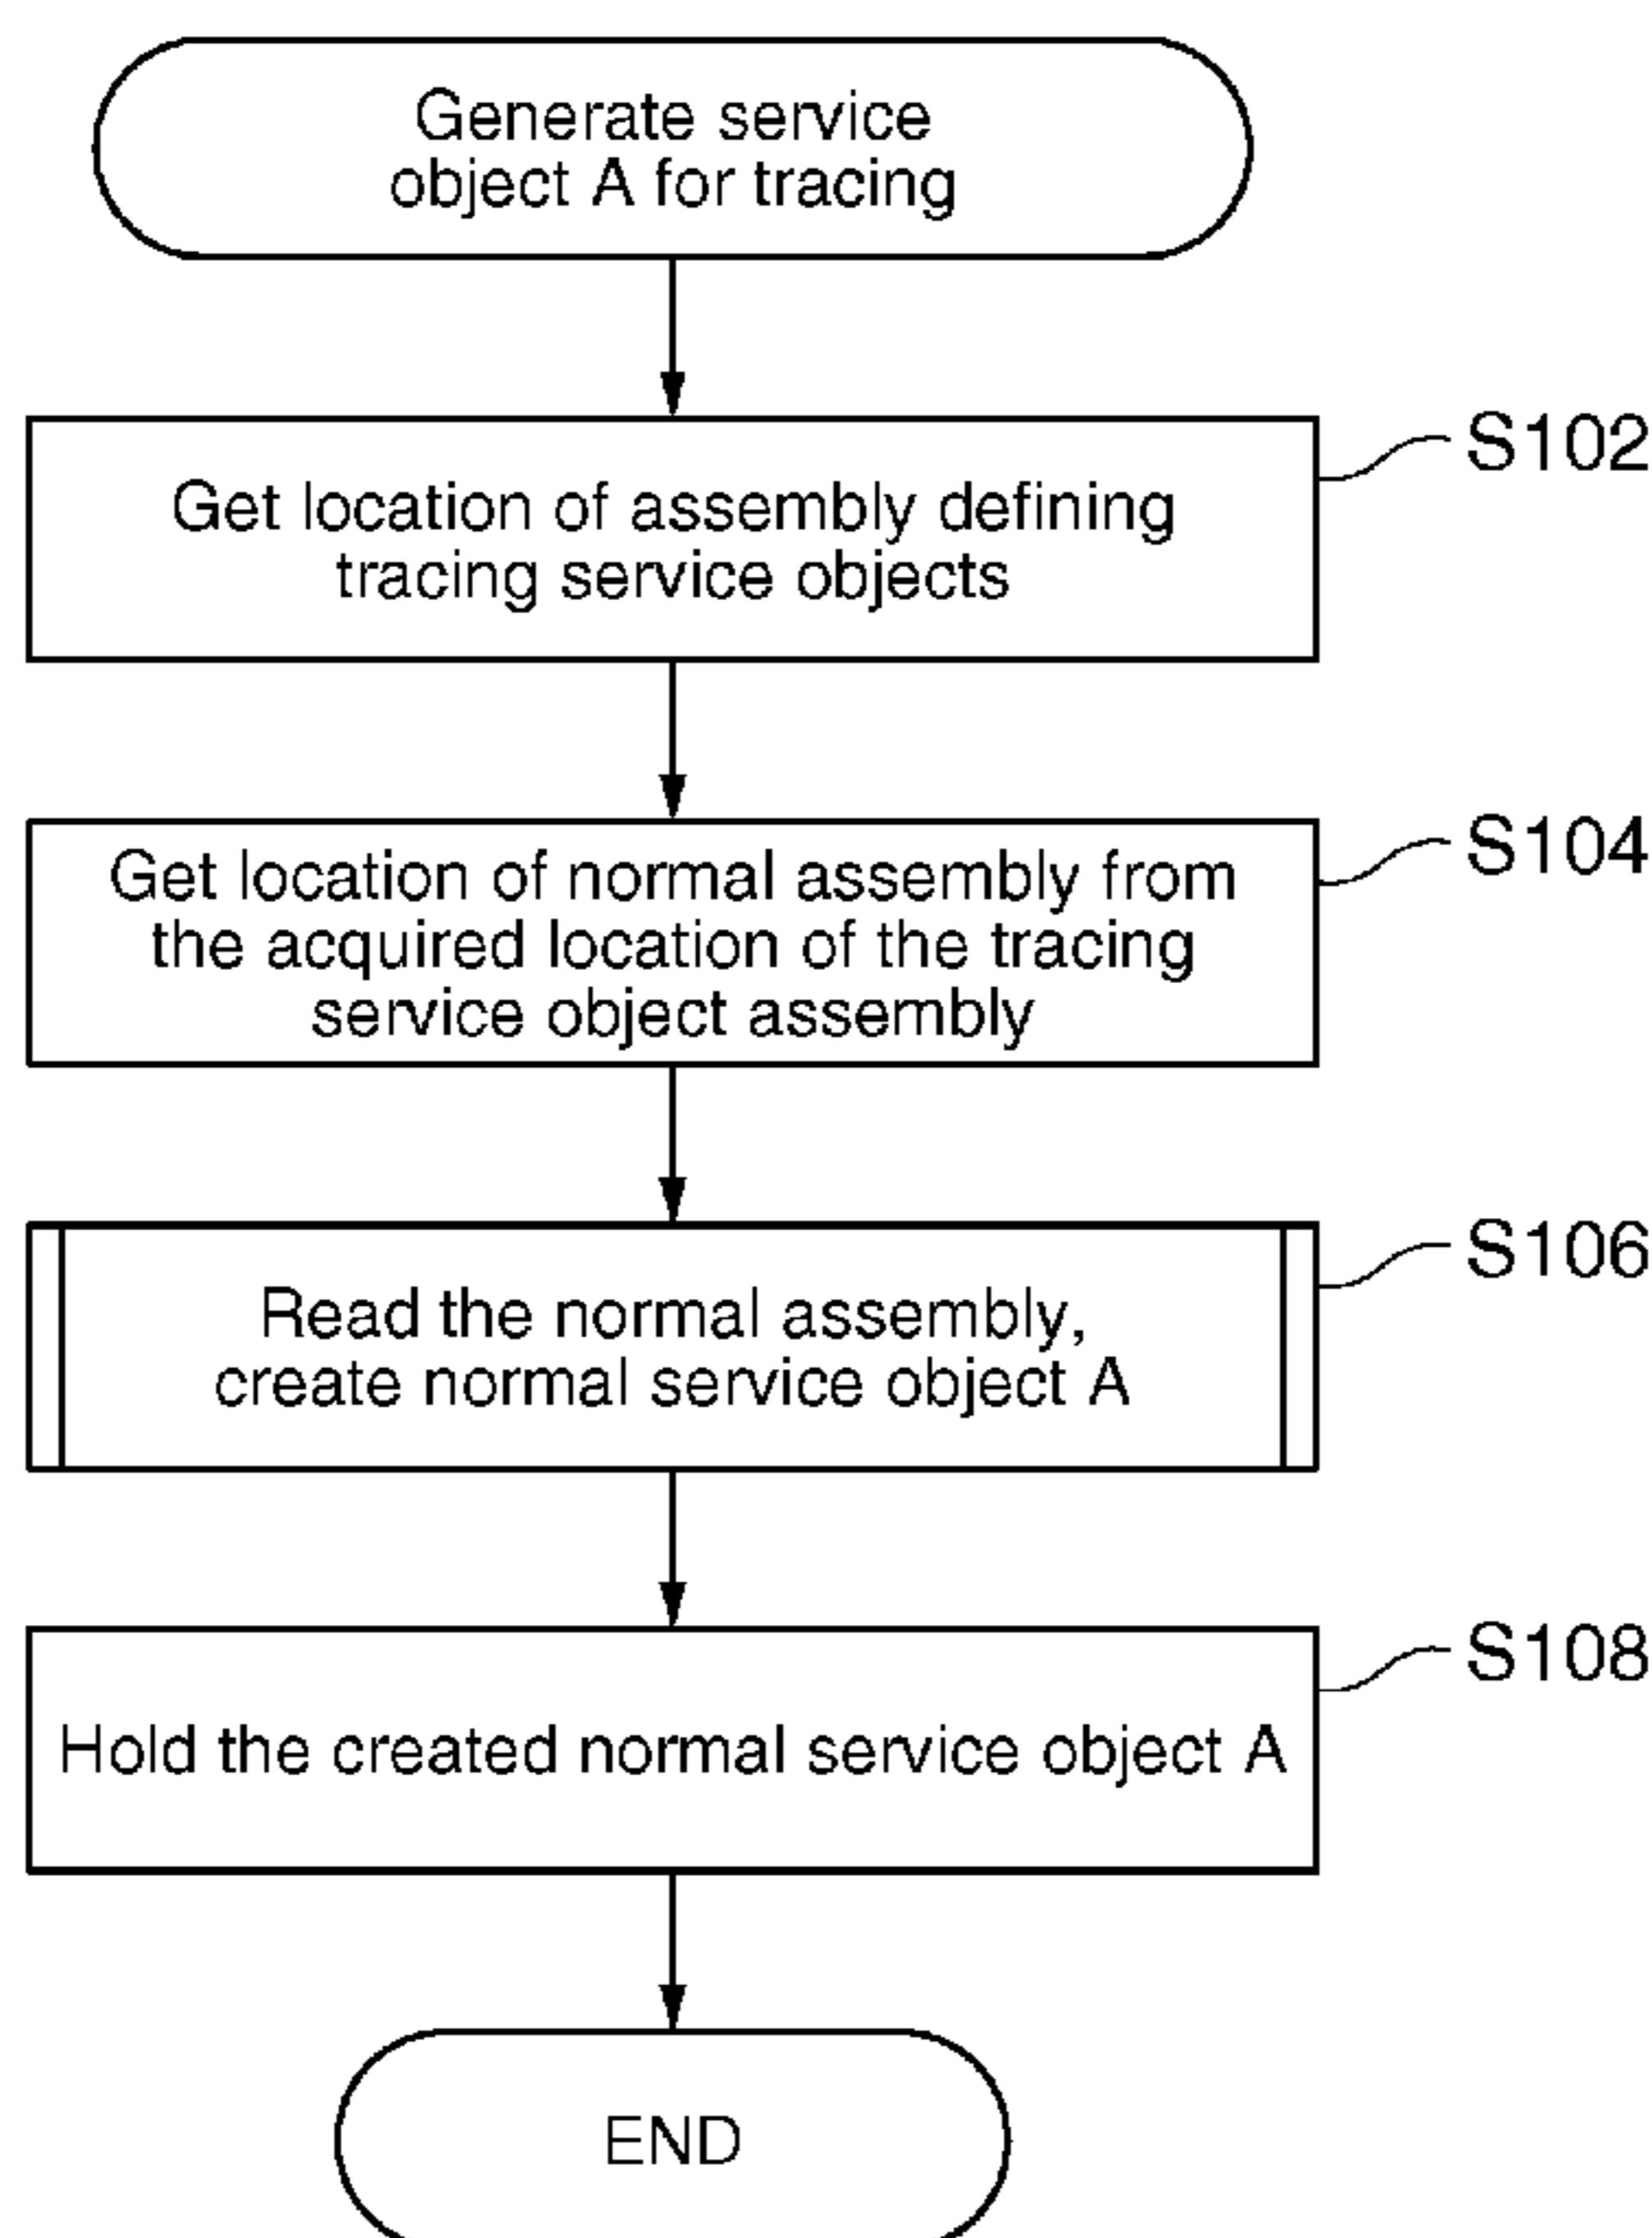 Generate service
object A for tracing
S102
Get location of assembly defining
tracing service objects
S104
Get location of normal assembly from
the acquired location of the tracing
service object assembly
S106
Read the normal assembly,
create normal service object A
S108
Hold the created normal service object A
END